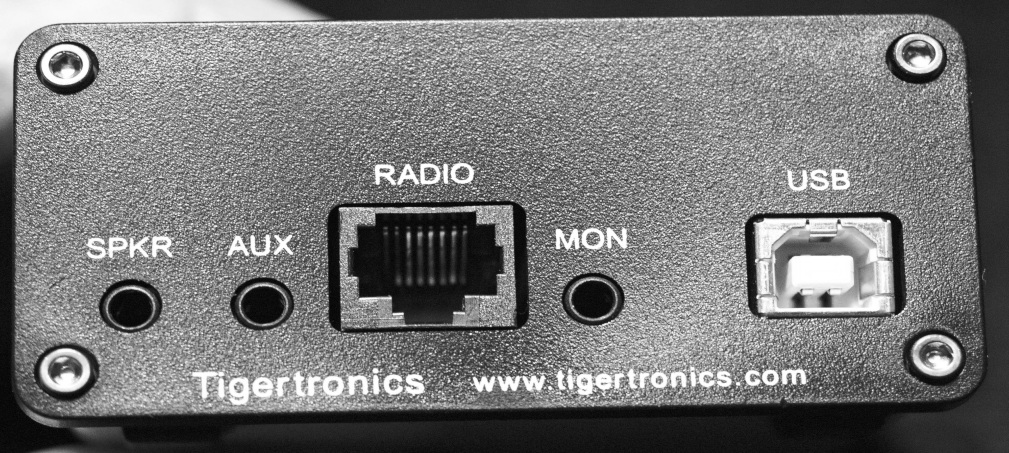 RADIO
USB
SPKR
AUX
MON
Tigertronics www.tigertronics.com